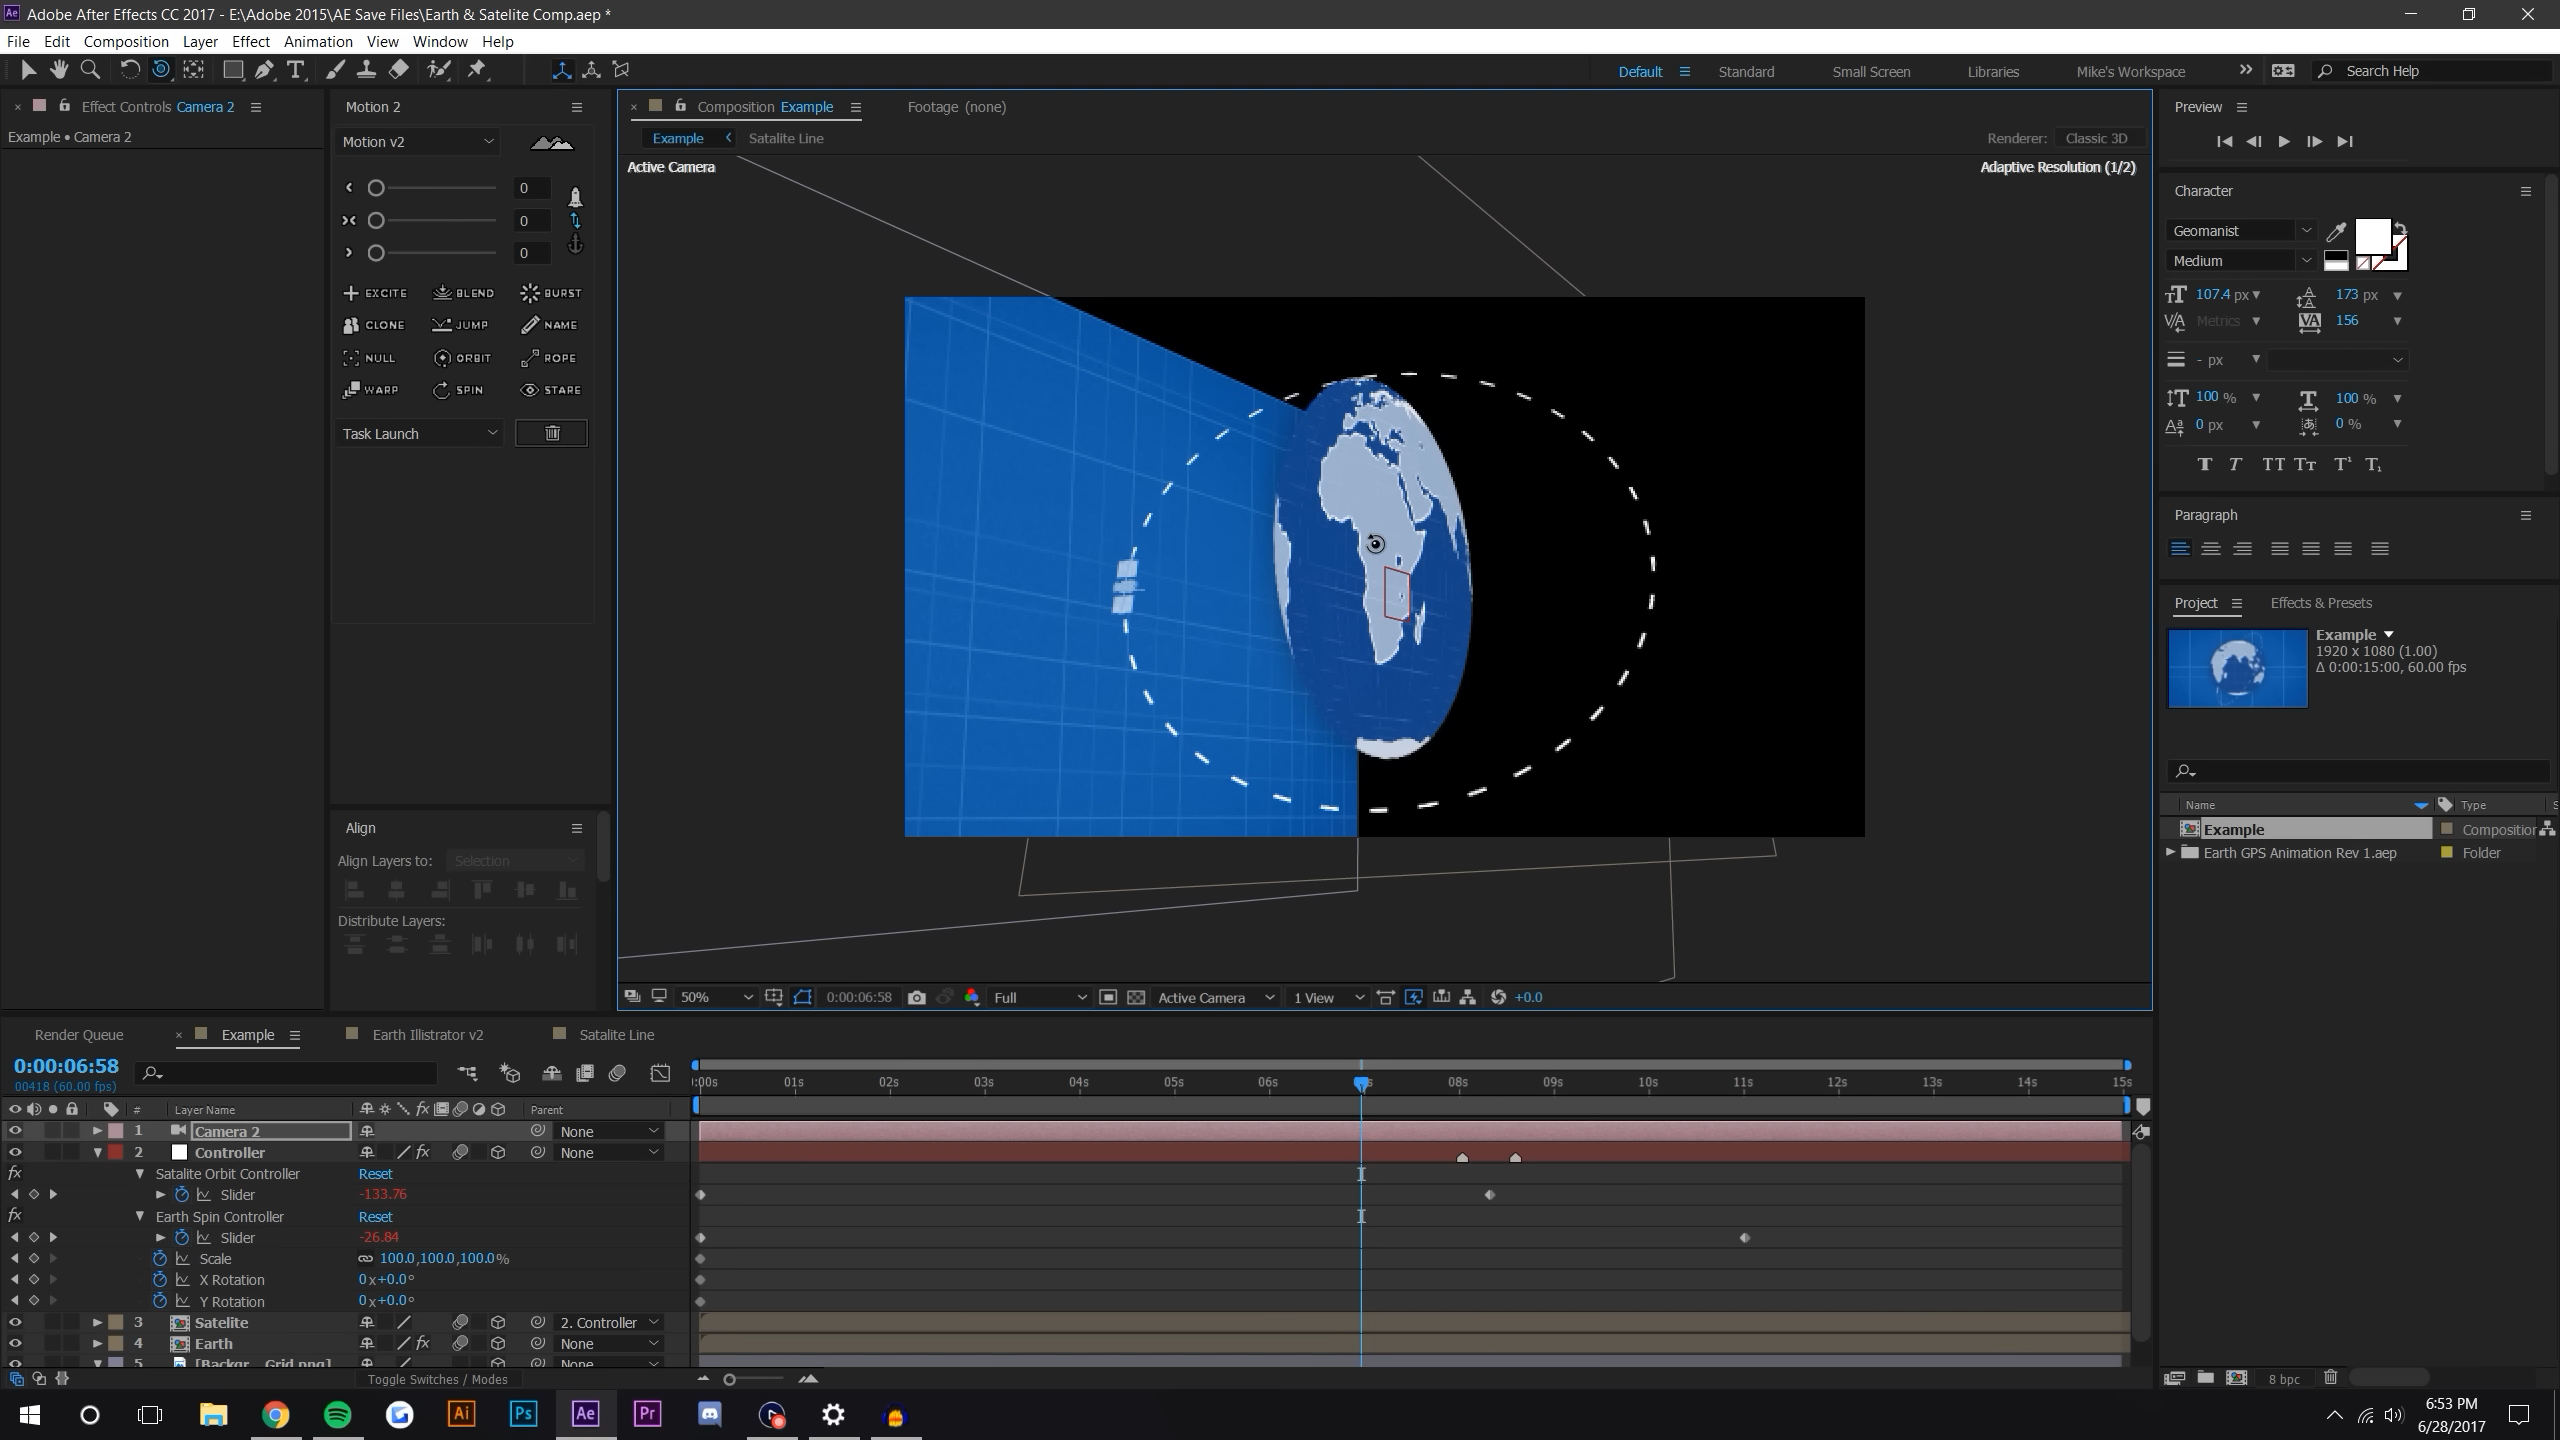 Adobe After Effects CC 2017 - E:\Adobe 2015\AE Save Files\Earth & Satelite Comp.aep *
File Edit Composition Layer Effect Animation View Window Help
Default Standard Small Screen Libraries Mike's Workspace Search Help
Effect Controls Camera 2
Example • Camera 2
Motion 2
Motion v2
0
0
0
EXCITE BLEND BURST
CLONE JUMP NAME
NULL ORBIT ROPE
WARP SPIN STARE
Task Launch
Align
Align Layers to: Selection
Distribute Layers:
Composition Example Footage (none)
Example Satalite Line Renderer: Classic 3D
Active Camera Adaptive Resolution (1/2)
50% 0:00:06:58 Full Active Camera 1 View +0.0
Preview
Character
Geomanist
Medium
107.4 px 173 px
Metrics 156
- px
100 % 100 %
0 px 0 %
Paragraph
Project Effects & Presets
Example
1920 x 1080 (1.00)
Δ 0:00:15:00, 60.00 fps
Name Type
Example Composition
Earth GPS Animation Rev 1.aep Folder
8 bpc
Render Queue Example Earth Illistrator v2 Satalite Line
0:00:06:58
00418 (60.00 fps)
:00s 01s 02s 03s 04s 05s 06s 08s 09s 10s 11s 12s 13s 14s 15s
# Layer Name Parent
1 Camera 2 None
2 Controller None
Satalite Orbit Controller Reset
Slider -133.76
Earth Spin Controller Reset
Slider -26.84
Scale 100.0,100.0,100.0%
X Rotation 0x+0.0°
Y Rotation 0x+0.0°
3 Satelite 2. Controller
4 Earth None
5 [Backgr... Grid.png] None
Toggle Switches / Modes
Ai Ps Ae Pr
6:53 PM
6/28/2017